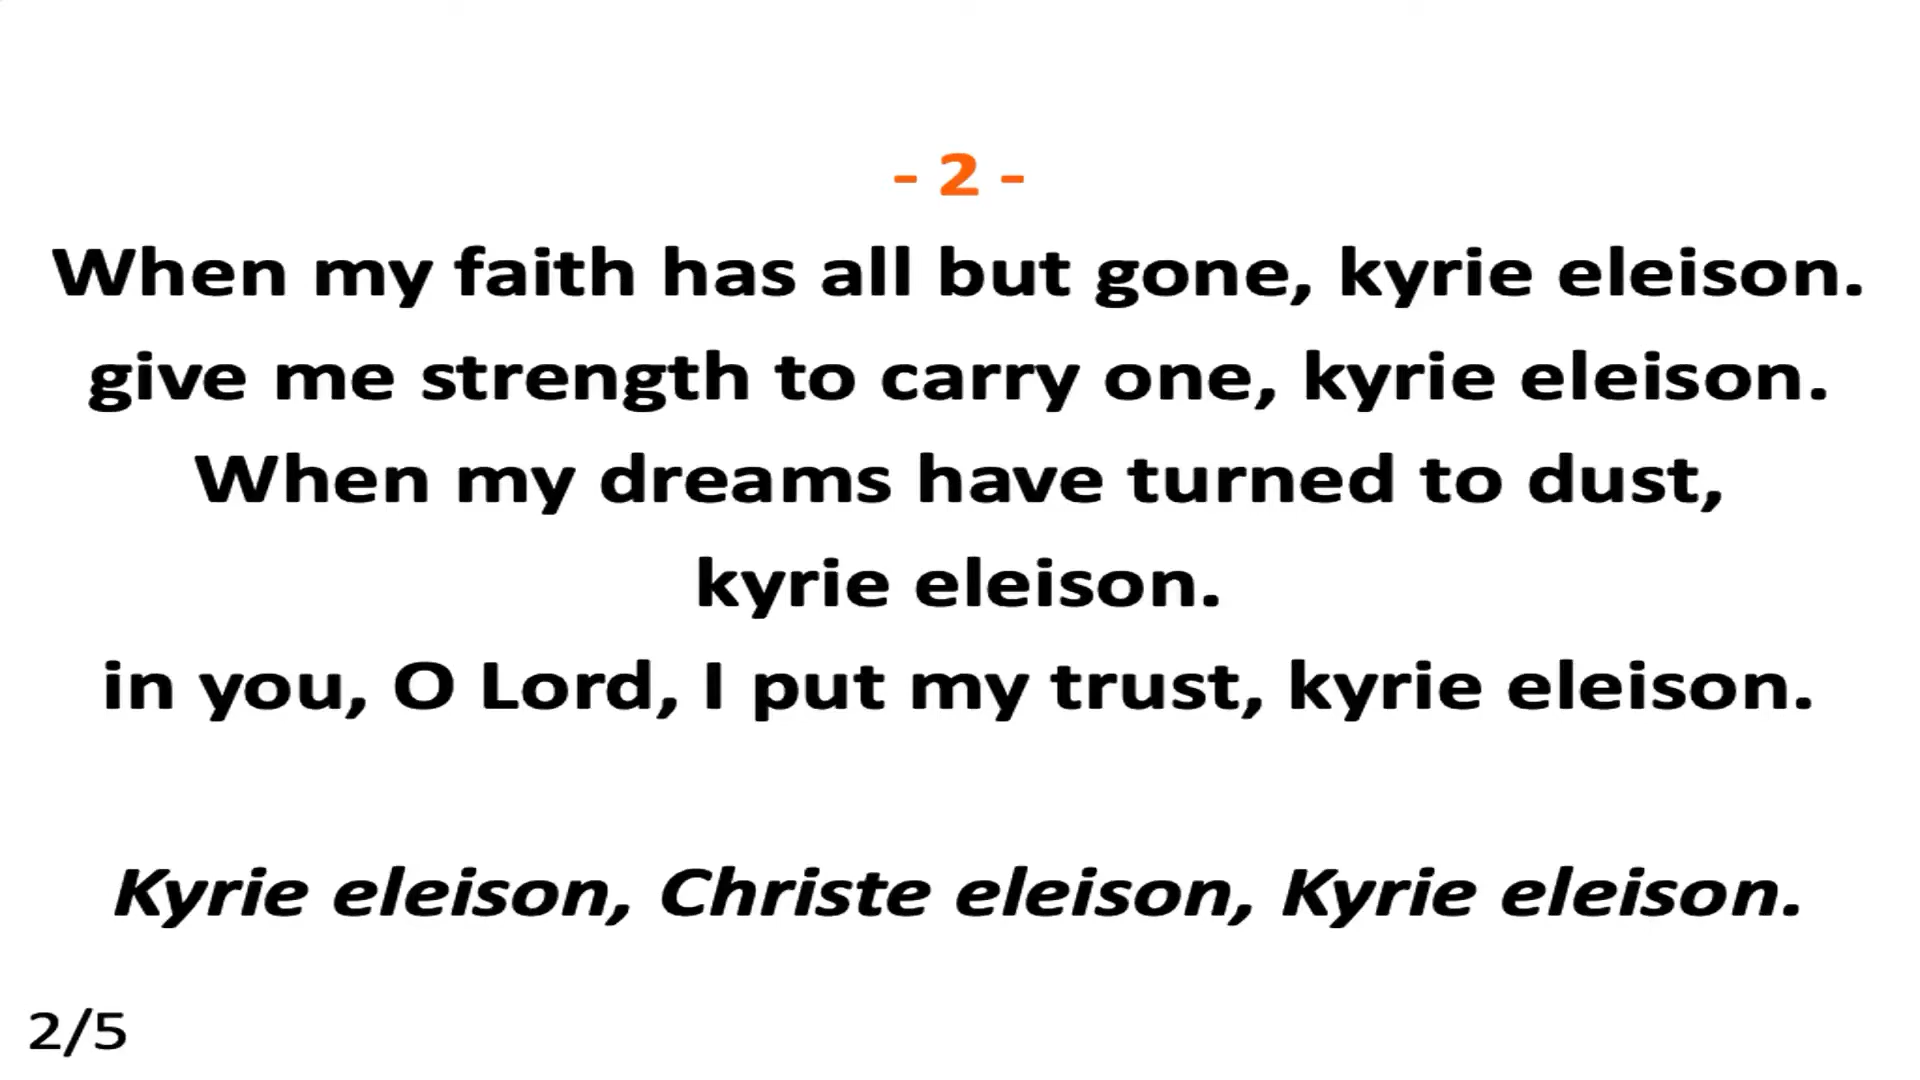 - 2 -
When my faith has all but gone, kyrie eleison.
give me strength to carry one, kyrie eleison.
When my dreams have turned to dust,
kyrie eleison.
in you, O Lord, I put my trust, kyrie eleison.
Kyrie eleison, Christe eleison, Kyrie eleison.
2/5